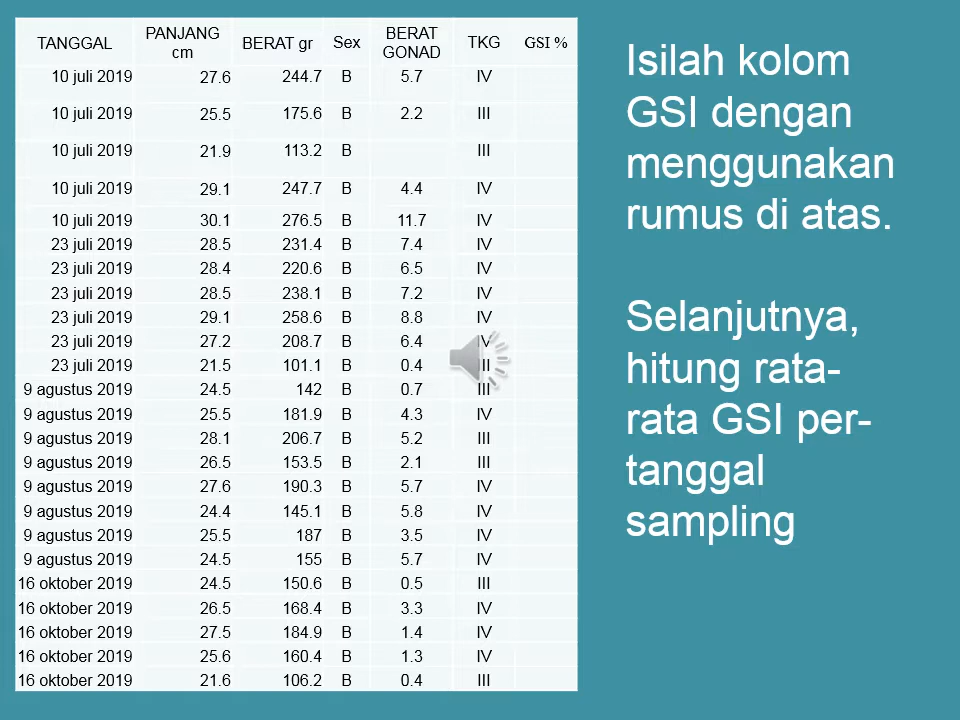 TANGGAL PANJANG cm BERAT gr Sex BERAT GONAD TKG GSI %
10 juli 2019 27.6 244.7 B 5.7 IV
10 juli 2019 25.5 175.6 B 2.2 III
10 juli 2019 21.9 113.2 B III
10 juli 2019 29.1 247.7 B 4.4 IV
10 juli 2019 30.1 276.5 B 11.7 IV
23 juli 2019 28.5 231.4 B 7.4 IV
23 juli 2019 28.4 220.6 B 6.5 IV
23 juli 2019 28.5 238.1 B 7.2 IV
23 juli 2019 29.1 258.6 B 8.8 IV
23 juli 2019 27.2 208.7 B 6.4 IV
23 juli 2019 21.5 101.1 B 0.4
9 agustus 2019 24.5 142 B 0.7 III
9 agustus 2019 25.5 181.9 B 4.3 IV
9 agustus 2019 28.1 206.7 B 5.2 III
9 agustus 2019 26.5 153.5 B 2.1 III
9 agustus 2019 27.6 190.3 B 5.7 IV
9 agustus 2019 24.4 145.1 B 5.8 IV
9 agustus 2019 25.5 187 B 3.5 IV
9 agustus 2019 24.5 155 B 5.7 IV
16 oktober 2019 24.5 150.6 B 0.5 III
16 oktober 2019 26.5 168.4 B 3.3 IV
16 oktober 2019 27.5 184.9 B 1.4 IV
16 oktober 2019 25.6 160.4 B 1.3 IV
16 oktober 2019 21.6 106.2 B 0.4 III
Isilah kolom
GSI dengan
menggunakan
rumus di atas.
Selanjutnya,
hitung rata-
rata GSI per-
tanggal
sampling